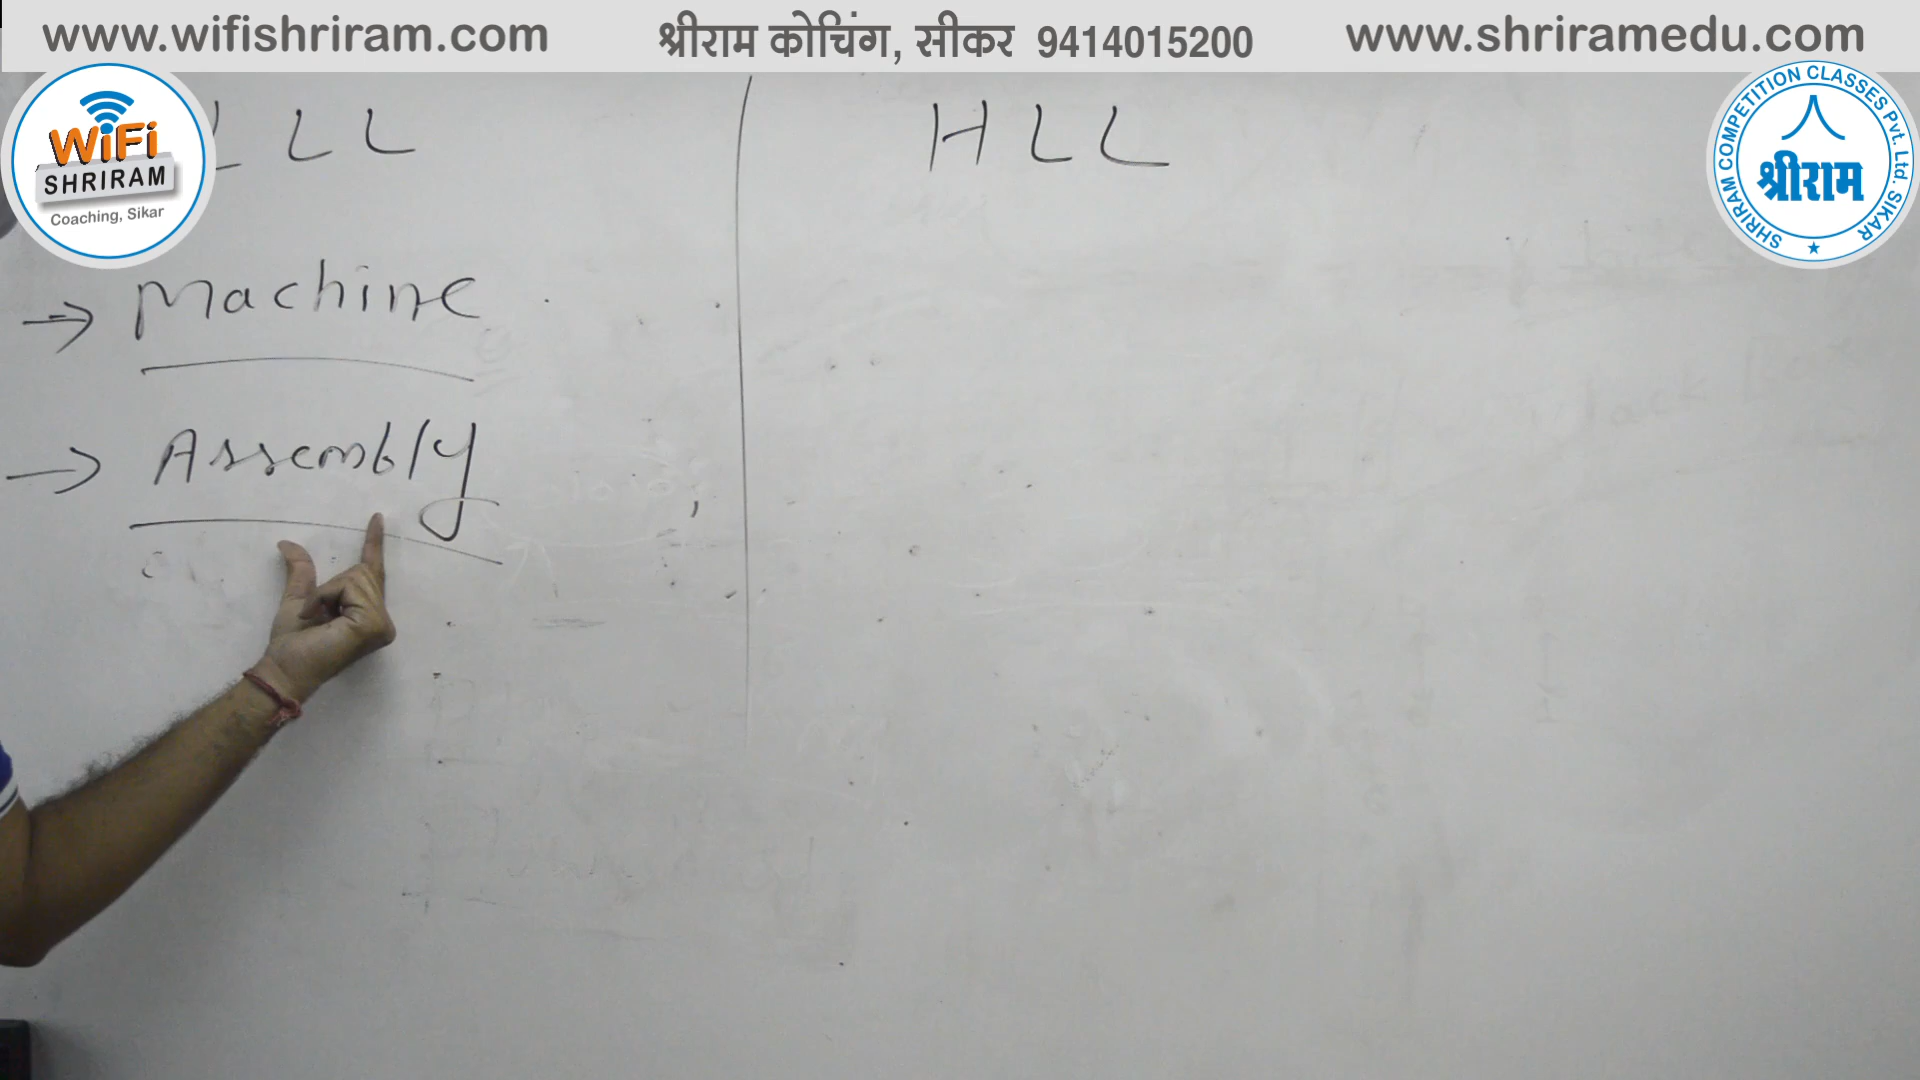 www.wifishriram.com
श्रीराम कोचिंग, सीकर 9414015200
www.shriramedu.com
WiFi
SHRIRAM
Coaching, Sikar
SHRIRAM COMPETITION CLASSES Pvt. Ltd. SIKAR
श्रीराम
LLL
HLL
→ Machine
→ Assembly